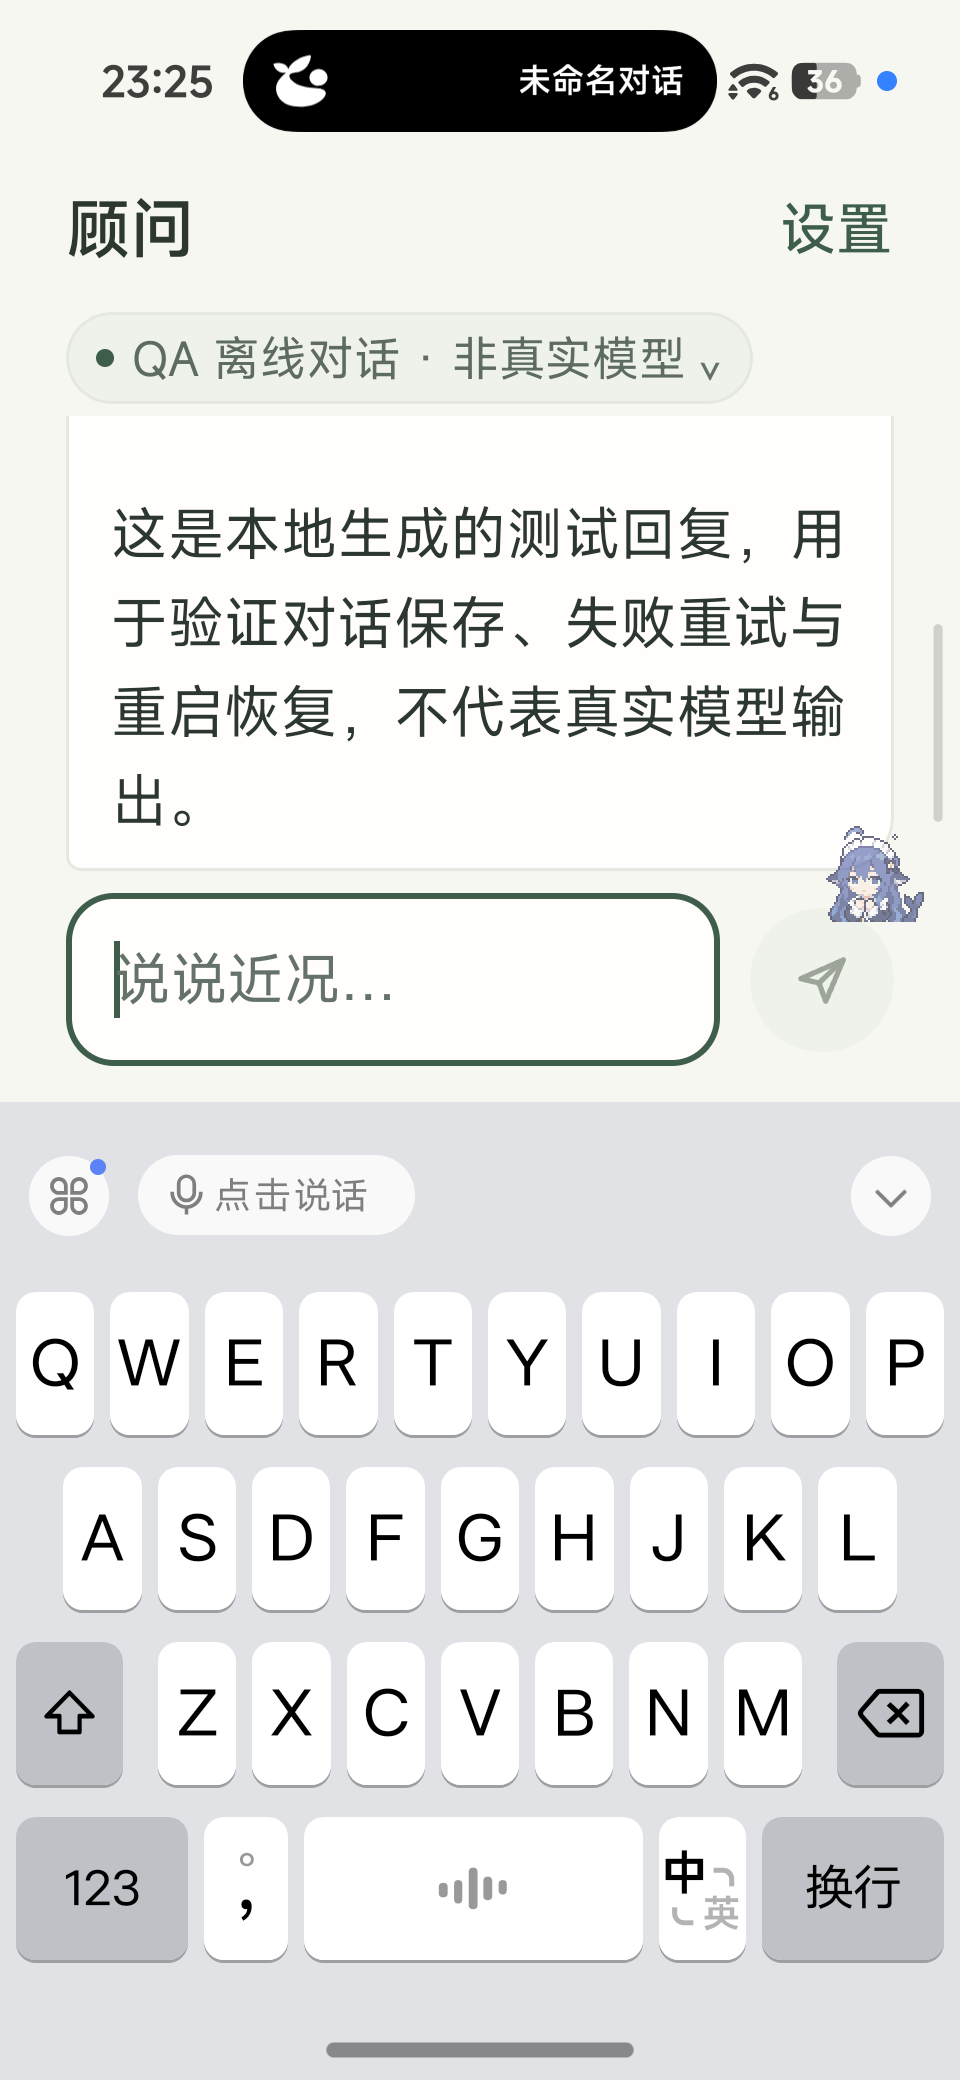 23:25
未命名对话
6
36
顾问
设置
QA 离线对话 · 非真实模型
这是本地生成的测试回复，用
于验证对话保存、失败重试与
重启恢复，不代表真实模型输
出。
说说近况...
点击说话
Q W E R T Y U I O P
A S D F G H J K L
Z X C V B N M
123
。
，
中
英
换行